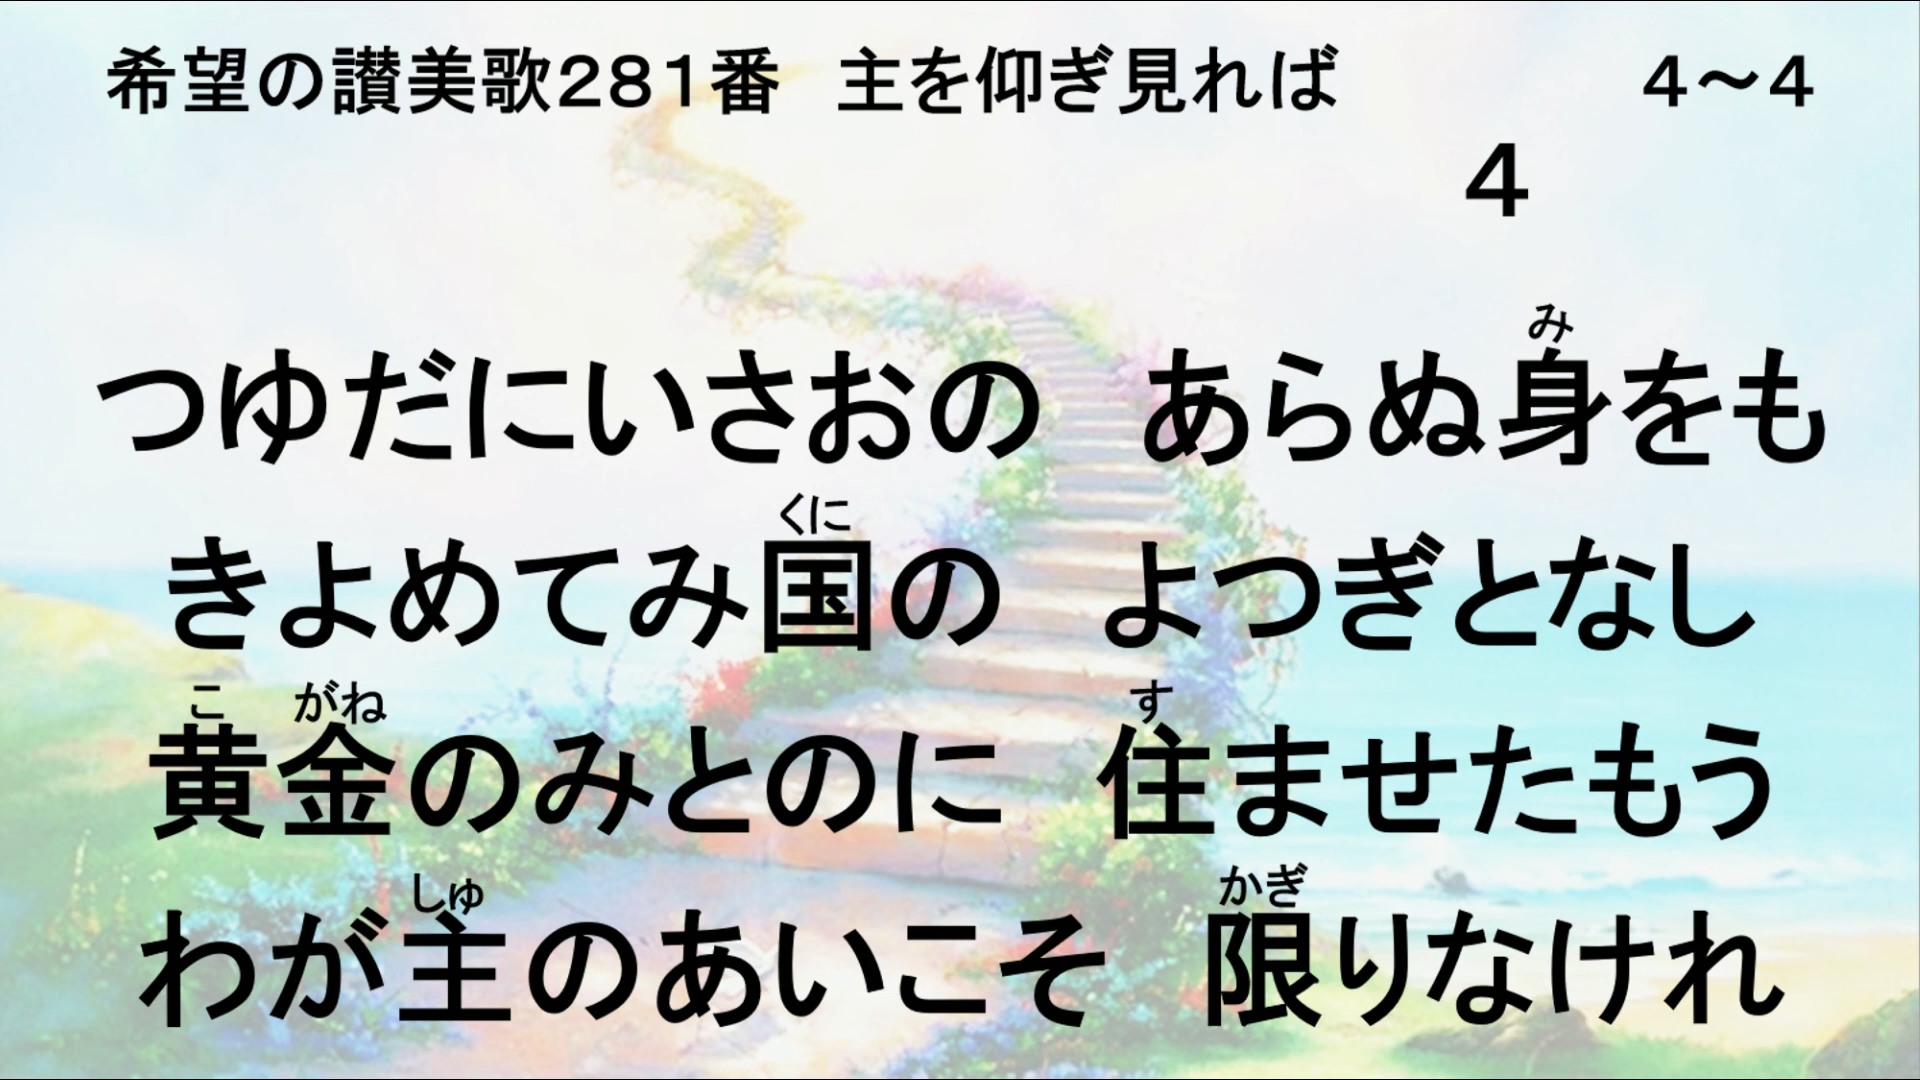 希望の讃美歌２８１番　主を仰ぎ見れば　４～４
４
つゆだにいさおの　あらぬ身をも
きよめてみ国の　よつぎとなし
黄金のみとのに　住ませたもう
わが主のあいこそ　限りなけれ